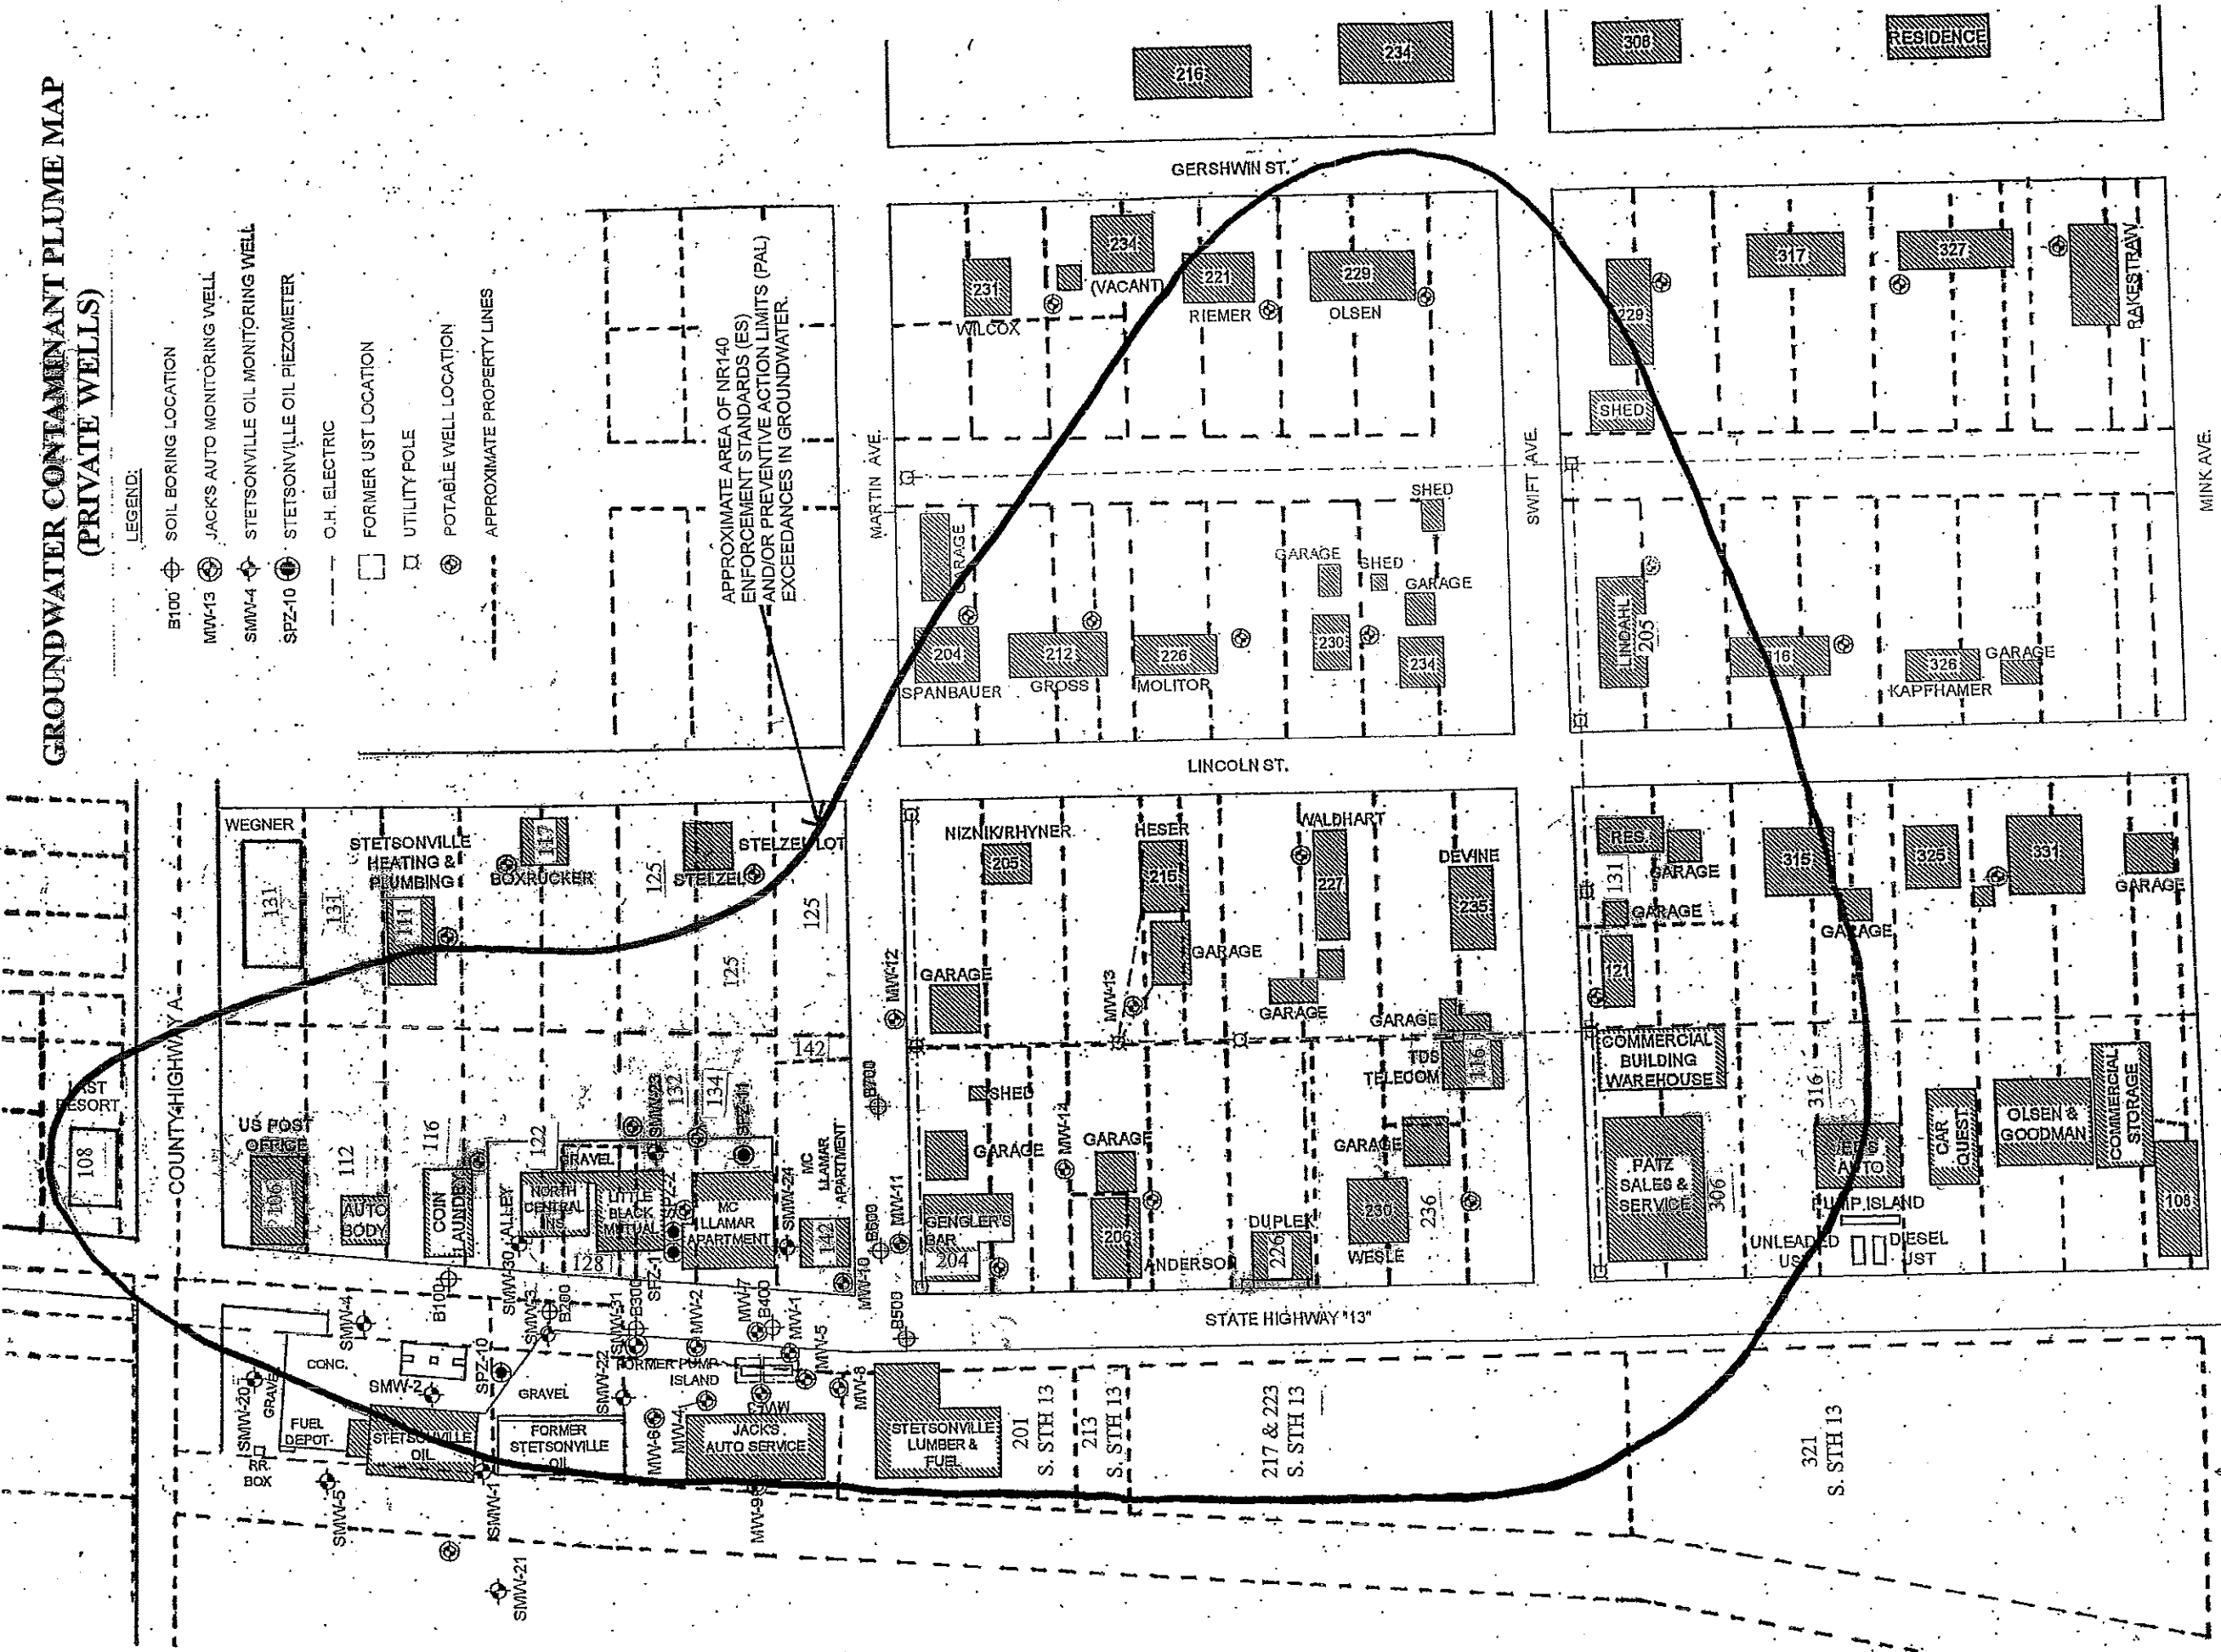 GROUNDWATER CONTAMINANT PLUME MAP
(PRIVATE WELLS)
LEGEND:
B100 SOIL BORING LOCATION
MW-13 JACKS AUTO MONITORING WELL
SMW-4 STETSONVILLE OIL MONITORING WELL
SPZ-10 STETSONVILLE OIL PIEZOMETER
O.H. ELECTRIC
FORMER UST LOCATION
UTILITY POLE
POTABLE WELL LOCATION
APPROXIMATE PROPERTY LINES
APPROXIMATE AREA OF NR140
ENFORCEMENT STANDARDS (ES)
AND/OR PREVENTIVE ACTION LIMITS (PAL)
EXCEEDANCES IN GROUNDWATER.
216
234
308
RESIDENCE
GERSHWIN ST.
231
WILCOX
234
(VACANT)
221
RIEMER
229
OLSEN
229
SHED
317
327
RAKESTRAW
MARTIN AVE.
SWIFT AVE.
MINK AVE.
GARAGE
204
SPANBAUER
212
GROSS
226
MOLITOR
GARAGE
230
SHED
GARAGE
234
SHED
LINDAHL
205
326
KAPFHAMER
GARAGE
LINCOLN ST.
WEGNER
131
131
STETSONVILLE
HEATING &
PLUMBING
111
117
BOXRUCKER
125
STELZEL
STELZEL LOT
125
125
NIZNIK/RHYNER
205
HESER
215
GARAGE
GARAGE
WALDHART
227
GARAGE
DEVINE
235
GARAGE
TDS
TELECOM
116
RES.
131
GARAGE
GARAGE
121
315
GARAGE
325
331
GARAGE
COUNTY HIGHWAY A
RESORT
108
US POST
OFFICE
106
112
AUTO
BODY
116
COIN
LAUNDRY
ALLEY
122
GRAVEL
NORTH
CENTRAL
INS.
LITTLE
BLACK
MUTUAL
128
SMW-23
132
134
SPZ-11
142
MC
LLAMAR
APARTMENT
SMW-24
MC
LLAMAR
APARTMENT
142
MW-12
B700
B600
MW-11
MW-10
B500
SHED
GARAGE
GENGLER'S
BAR
204
MW-13
MW-14
GARAGE
206
ANDERSON
DUPLEX
226
GARAGE
230
WESLE
236
COMMERCIAL
BUILDING
WAREHOUSE
PATZ
SALES &
SERVICE
306
316
AUTO
PUMP ISLAND
UNLEADED
UST
DIESEL
UST
CAR
QUEST
OLSEN &
GOODMAN
COMMERCIAL
STORAGE
108
STATE HIGHWAY "13"
SMW-4
B100
SMW-30
SMW-3
B200
SMW-31
B300
MW-2
MW-7
B400
MW-1
MW-5
MW-8
CONC.
SMW-20
FUEL
DEPOT
RR
BOX
SMW-5
SMW-2
SPZ-10
GRAVEL
SMW-22
FORMER PUMP
ISLAND
STETSONVILLE
OIL
SMW-1
FORMER
STETSONVILLE
OIL
MW-6
MW-4
MW-3
JACK'S
AUTO SERVICE
MW-9
SMW-21
STETSONVILLE
LUMBER &
FUEL
201
S. STH 13
213
S. STH 13
217 & 223
S. STH 13
321
S. STH 13